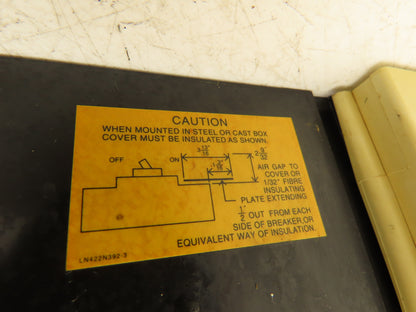 CAUTION
WHEN MOUNTED IN STEEL OR CAST BOX
COVER MUST BE INSULATED AS SHOWN.
OFF ON
AIR GAP TO
COVER OR
1/32" FIBRE
INSULATING
PLATE EXTENDING
1/2" OUT FROM EACH
SIDE OF BREAKER, OR
EQUIVALENT WAY OF INSULATION.
LN422N392-3